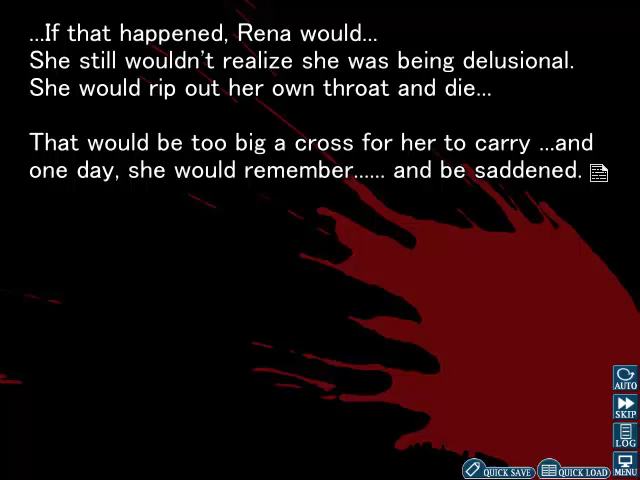 ...If that happened, Rena would...
She still wouldn't realize she was being delusional.
She would rip out her own throat and die...
That would be too big a cross for her to carry ...and
one day, she would remember...... and be saddened.
AUTO
SKIP
LOG
MENU
QUICK SAVE
QUICK LOAD